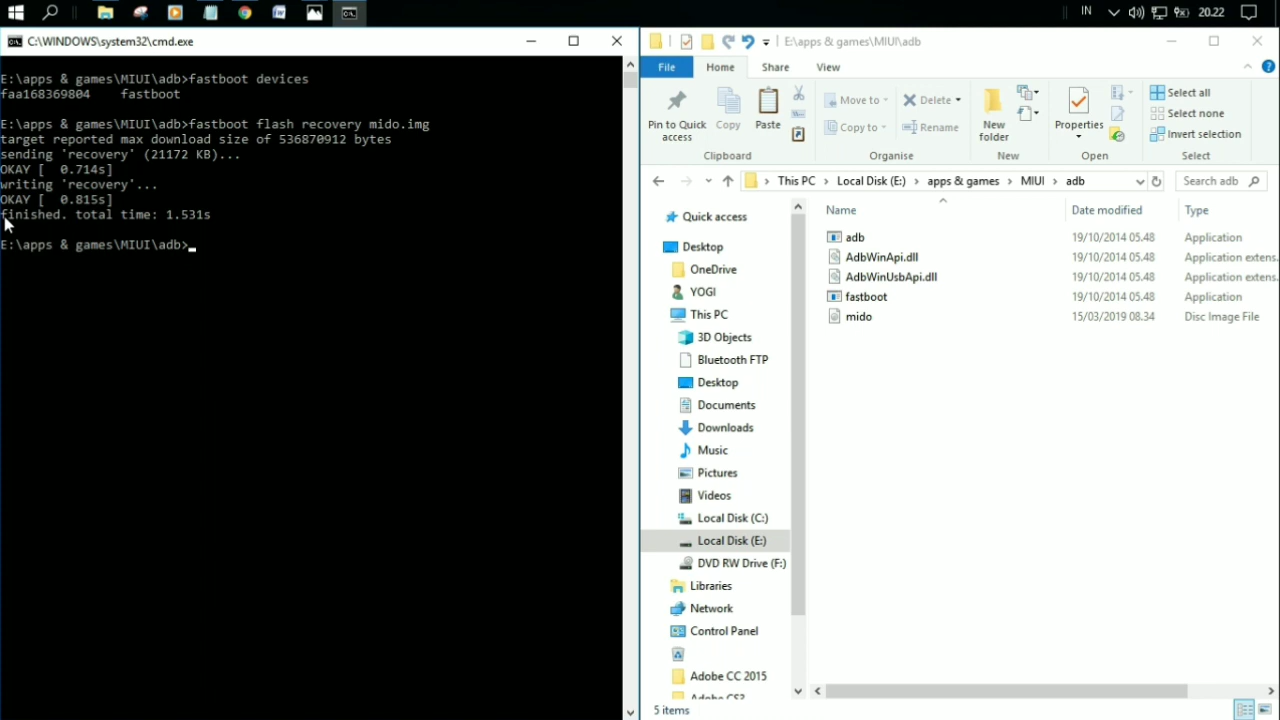 IN
20.22
C:\WINDOWS\system32\cmd.exe
E:\apps & games\MIUI\adb>fastboot devices
faa168369804 fastboot
E:\apps & games\MIUI\adb>fastboot flash recovery mido.img
target reported max download size of 536870912 bytes
sending 'recovery' (21172 KB)...
OKAY [ 0.714s]
writing 'recovery'...
OKAY [ 0.815s]
finished. total time: 1.531s
E:\apps & games\MIUI\adb>
E:\apps & games\MIUI\adb
File Home Share View
Pin to Quick access
Copy
Paste
Clipboard
Move to
Copy to
Delete
Rename
Organise
New folder
New
Properties
Open
Select all
Select none
Invert selection
Select
This PC > Local Disk (E:) > apps & games > MIUI > adb
Search adb
Quick access
Desktop
OneDrive
YOGI
This PC
3D Objects
Bluetooth FTP
Desktop
Documents
Downloads
Music
Pictures
Videos
Local Disk (C:)
Local Disk (E:)
DVD RW Drive (F:)
Libraries
Network
Control Panel
Adobe CC 2015
Adobe CS3
Name Date modified Type
adb 19/10/2014 05.48 Application
AdbWinApi.dll 19/10/2014 05.48 Application extens
AdbWinUsbApi.dll 19/10/2014 05.48 Application extens
fastboot 19/10/2014 05.48 Application
mido 15/03/2019 08.34 Disc Image File
5 items